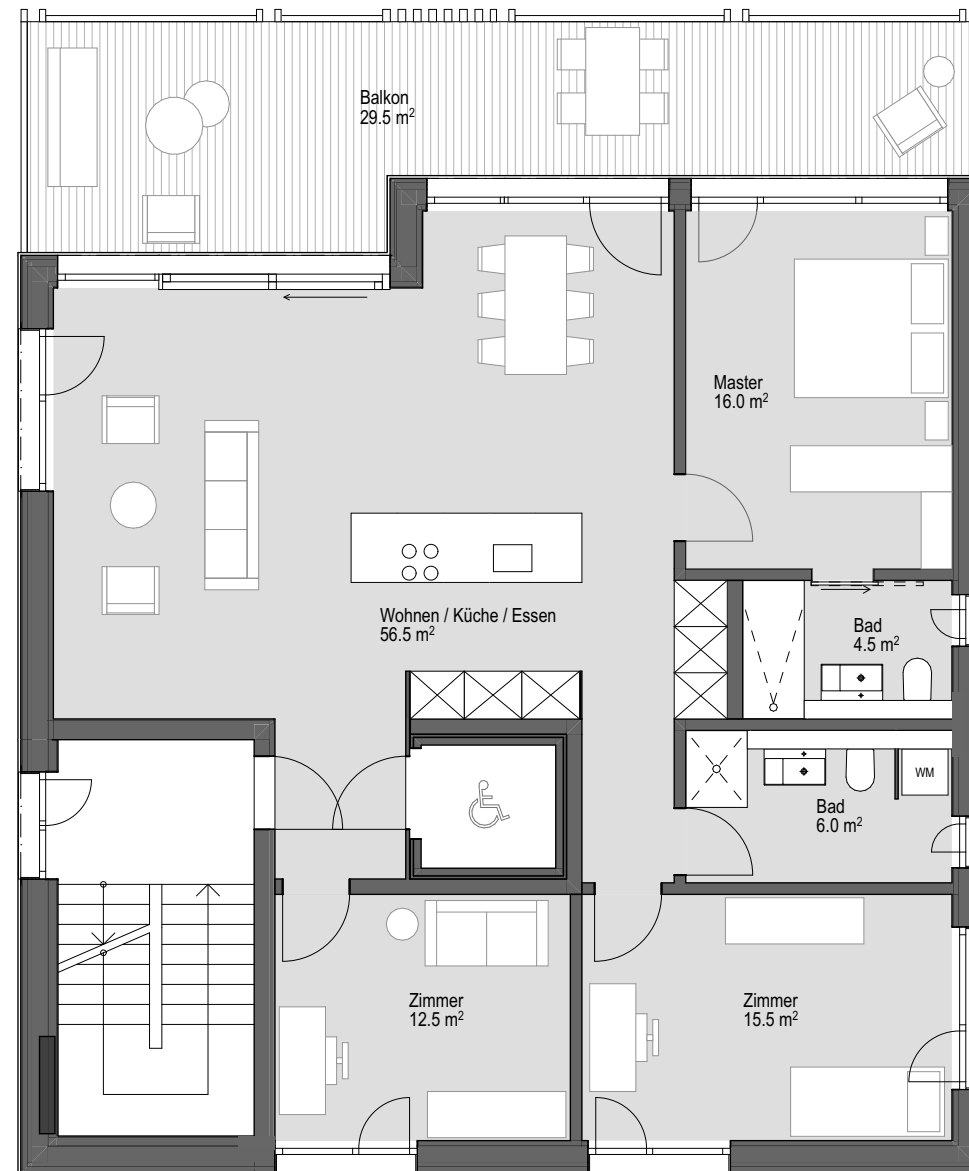 Balkon
29.5 m²
Master
16.0 m²
Wohnen / Küche / Essen
56.5 m²
Bad
4.5 m²
WM
Bad
6.0 m²
Zimmer
12.5 m²
Zimmer
15.5 m²